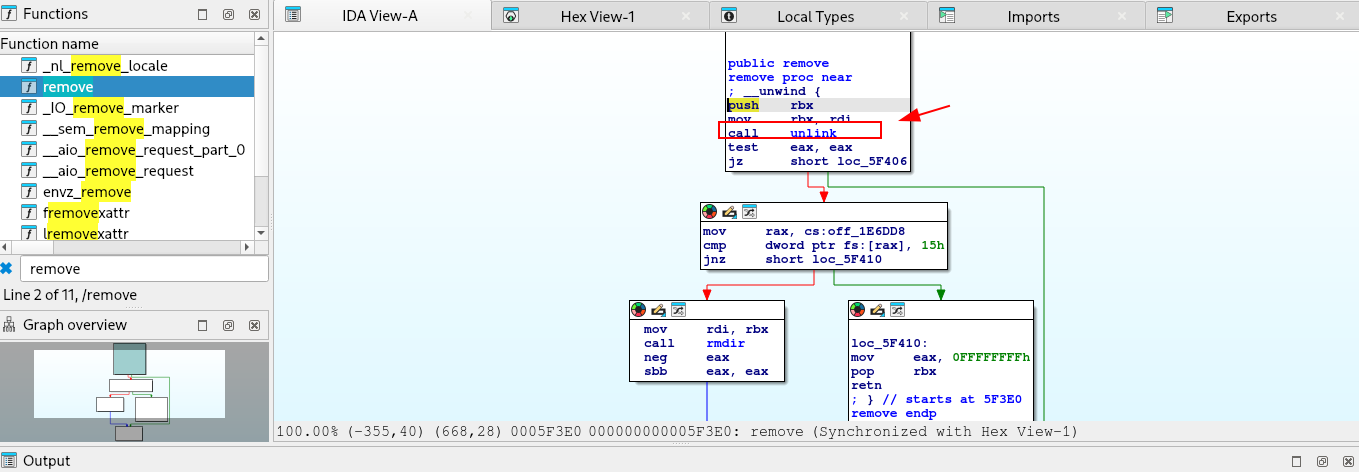 Functions
Function name
_nl_remove_locale
remove
_IO_remove_marker
__sem_remove_mapping
__aio_remove_request_part_0
__aio_remove_request
envz_remove
fremovexattr
lremovexattr
remove
Line 2 of 11, /remove
Graph overview
IDA View-A
Hex View-1
Local Types
Imports
Exports
public remove
remove proc near
; __unwind {
push rbx
mov rbx, rdi
call unlink
test eax, eax
jz short loc_5F406
mov rax, cs:off_1E6DD8
cmp dword ptr fs:[rax], 15h
jnz short loc_5F410
mov rdi, rbx
call rmdir
neg eax
sbb eax, eax
loc_5F410:
mov eax, 0FFFFFFFFh
pop rbx
retn
; } // starts at 5F3E0
remove endp
100.00% (-355,40) (668,28) 0005F3E0 000000000005F3E0: remove (Synchronized with Hex View-1)
Output